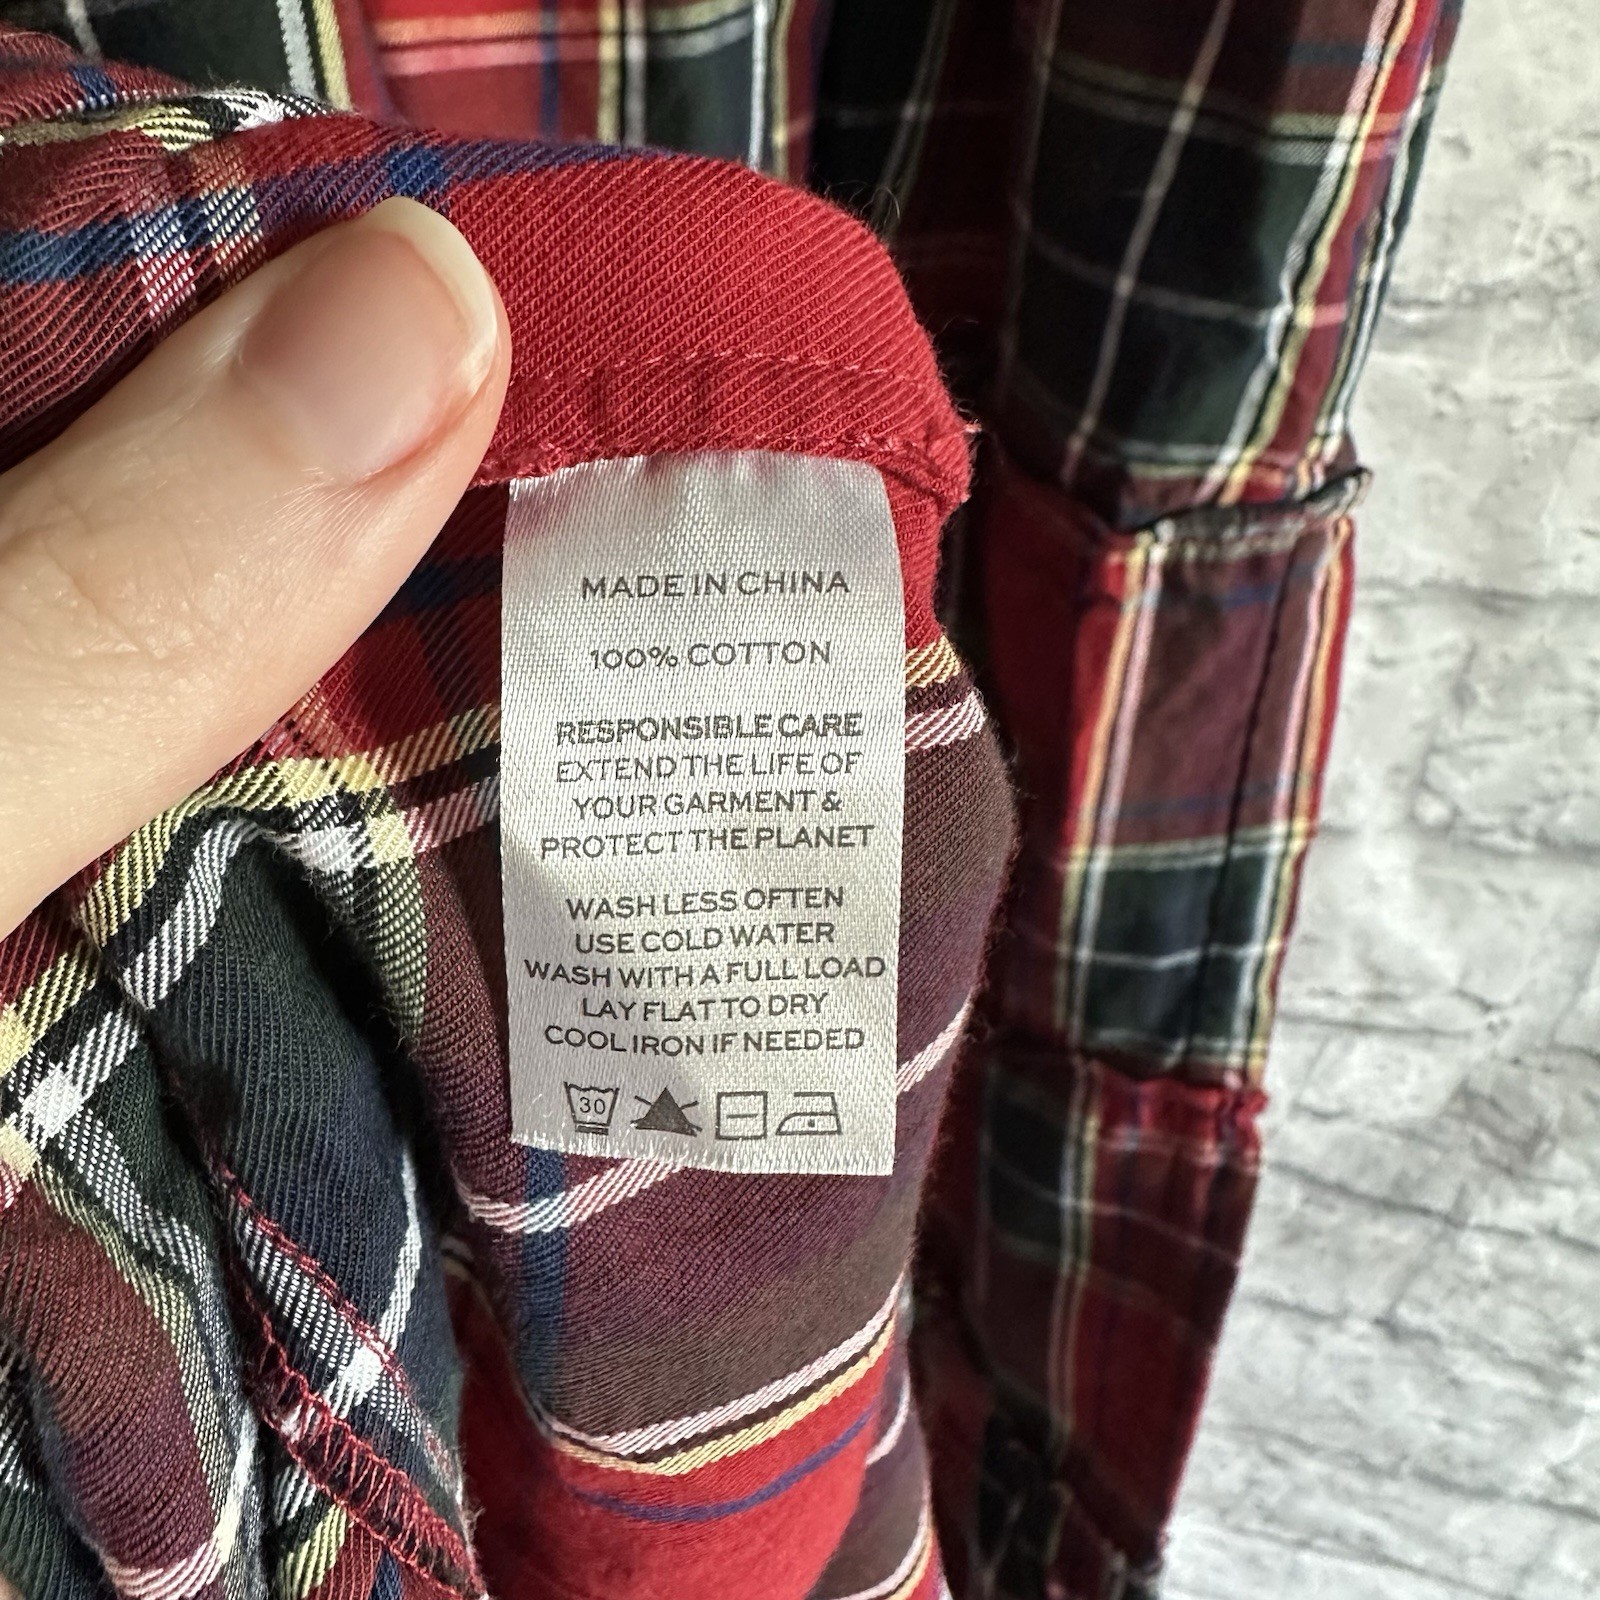 MADE IN CHINA
100% COTTON
RESPONSIBLE CARE
EXTEND THE LIFE OF
YOUR GARMENT &
PROTECT THE PLANET
WASH LESS OFTEN
USE COLD WATER
WASH WITH A FULL LOAD
LAY FLAT TO DRY
COOL IRON IF NEEDED
30